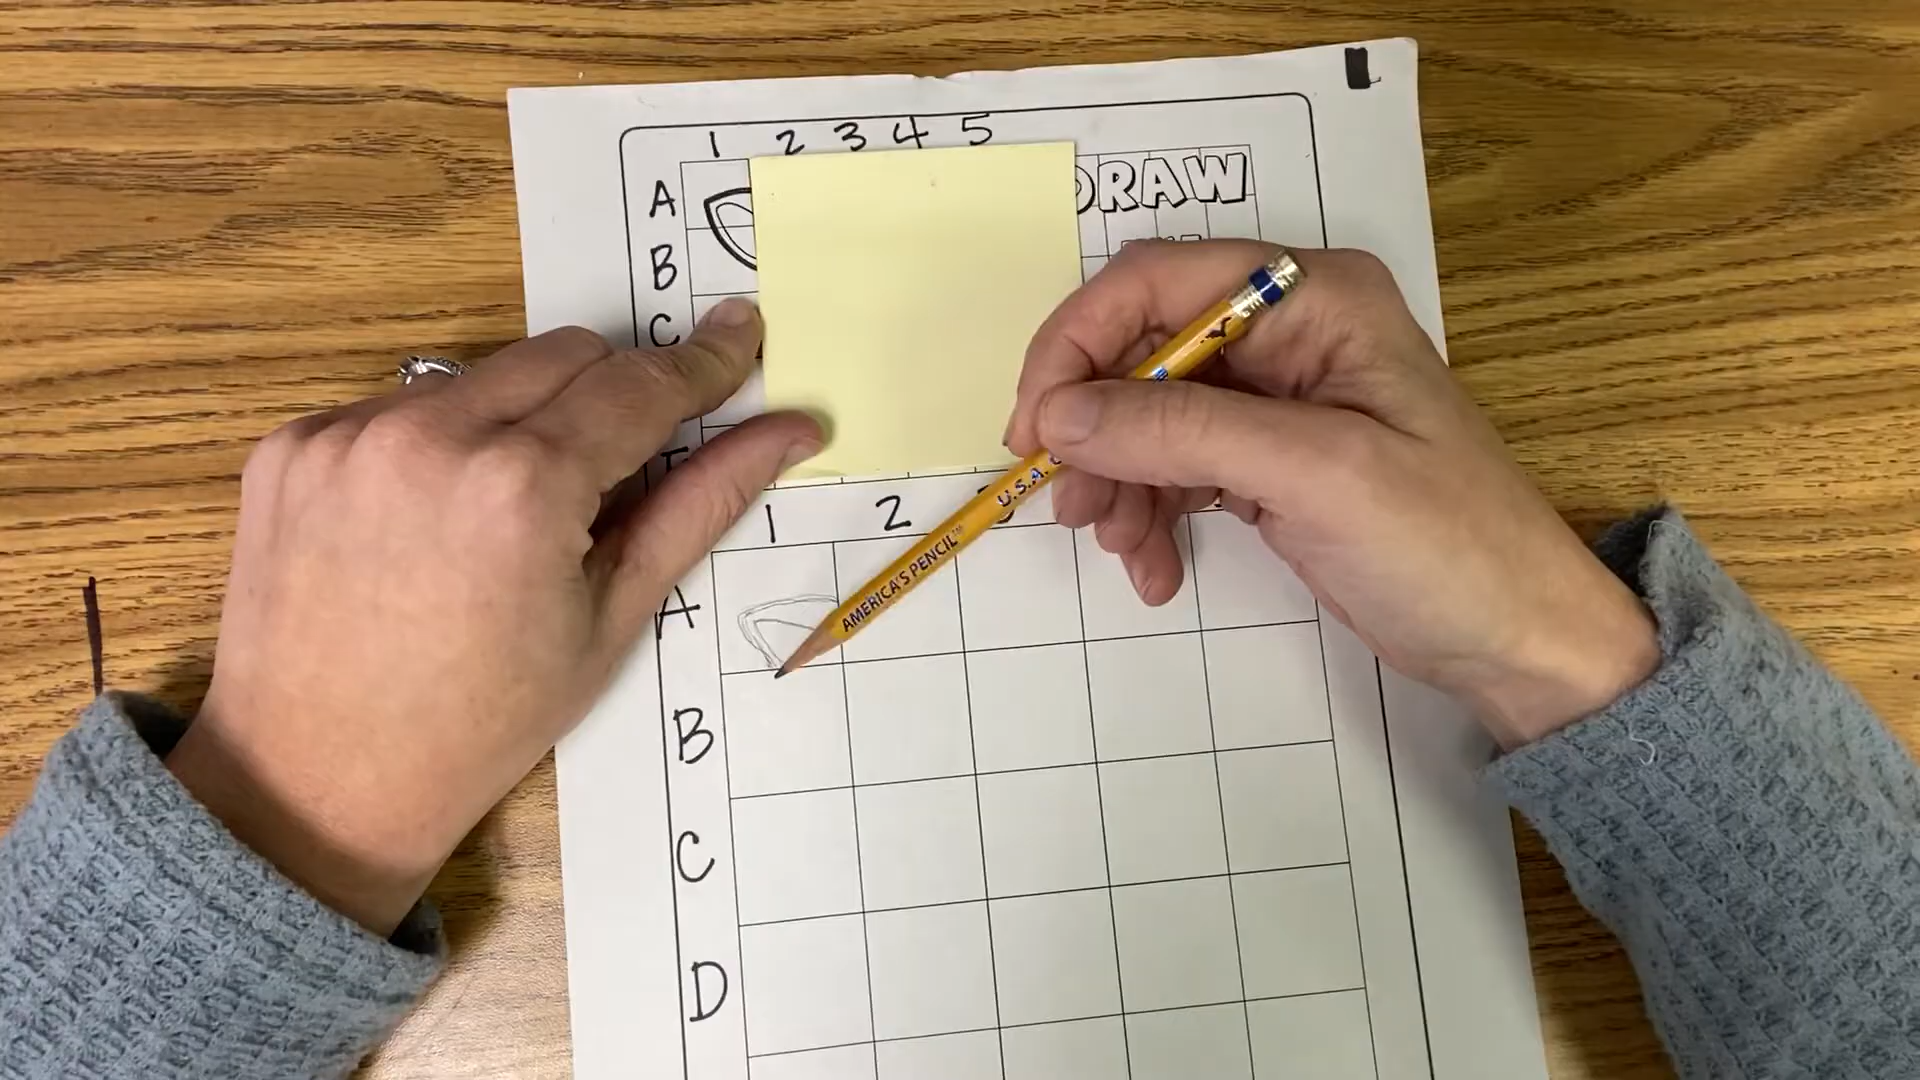 1 2 3 4 5
A
DRAW
B
C
1 2
U.S.A.
AMERICA'S PENCIL™
A
B
C
D